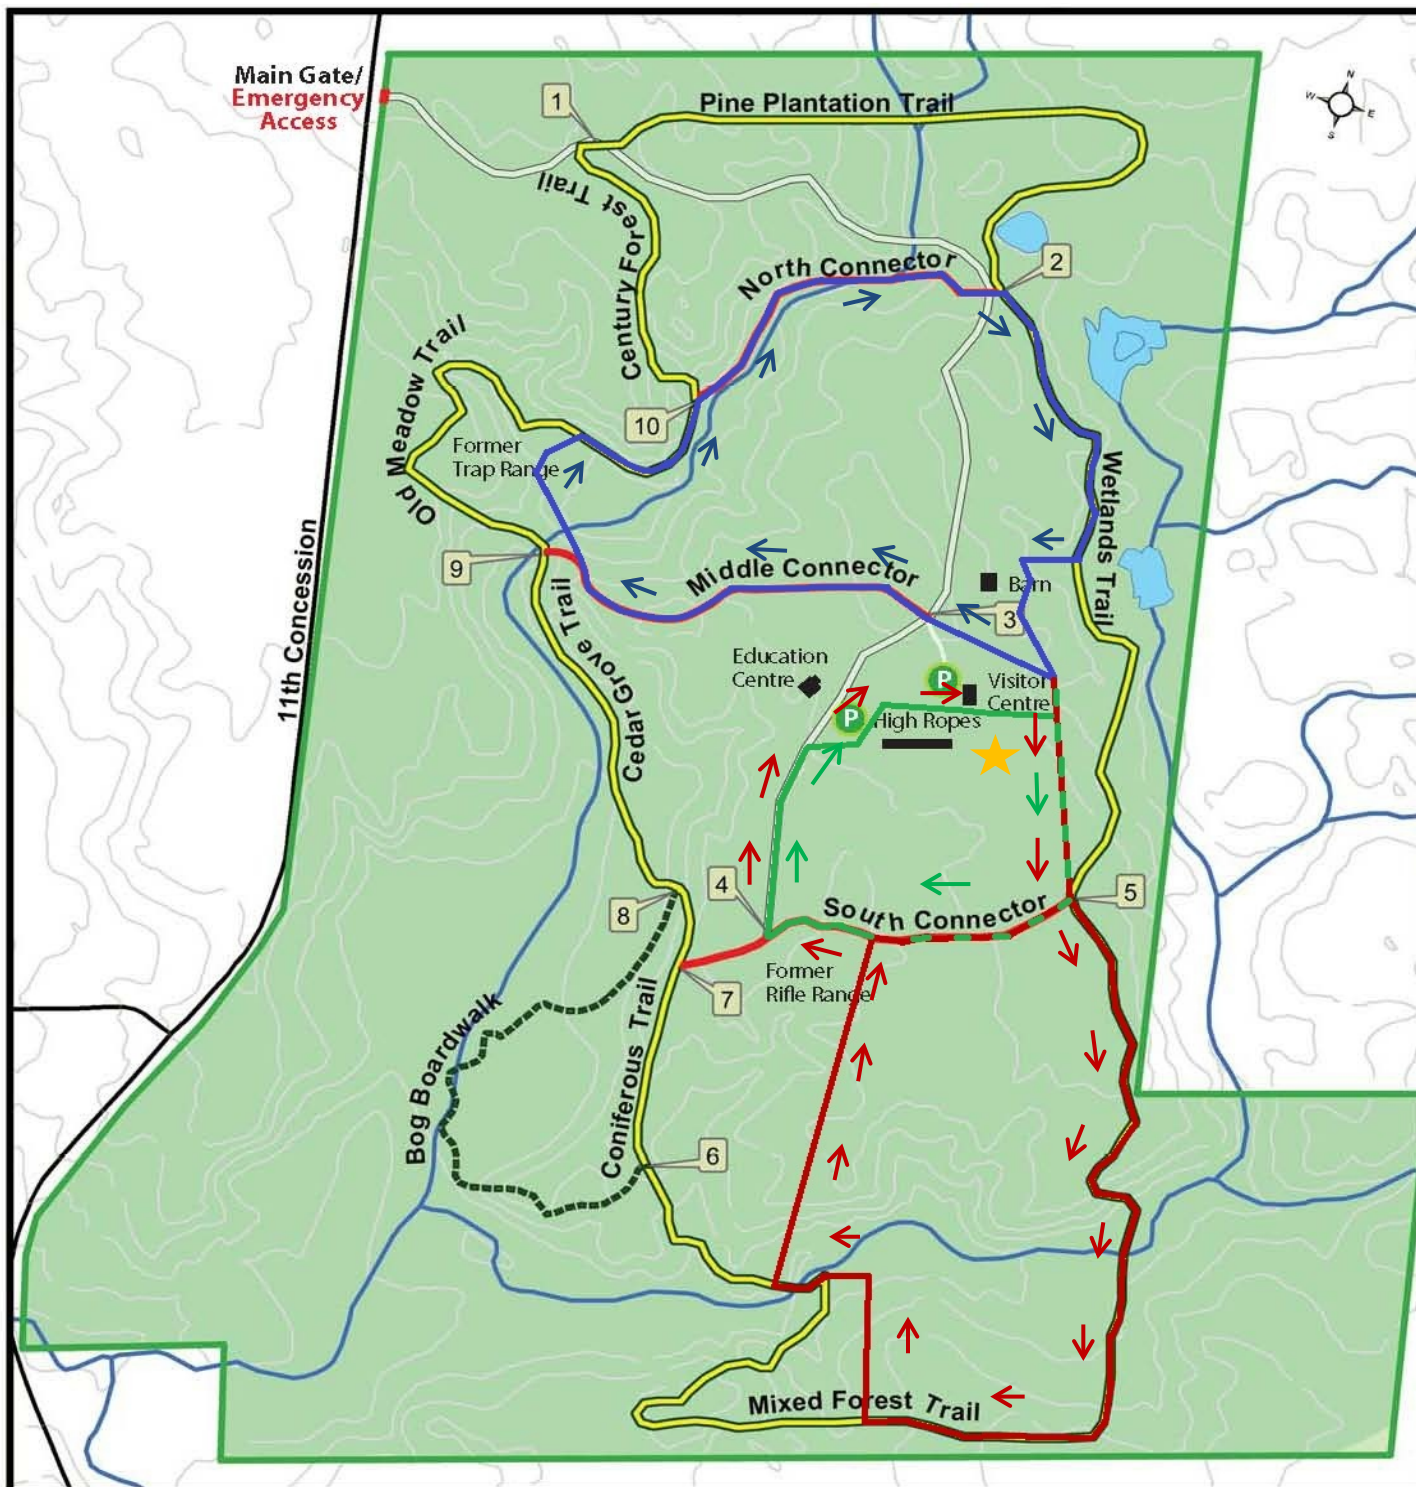 Main Gate/
Emergency
Access
1
Pine Plantation Trail
N
W
E
S
Century Forest Trail
North Connector
2
Old Meadow Trail
10
Former
Trap Range
Wetlands Trail
9
Middle Connector
Barn
3
11th Concession
Cedar Grove Trail
Education
Centre
P
Visitor
Centre
P
High Ropes
4
8
South Connector
5
Former
Rifle Range
7
Bog Boardwalk
Coniferous Trail
6
Mixed Forest Trail